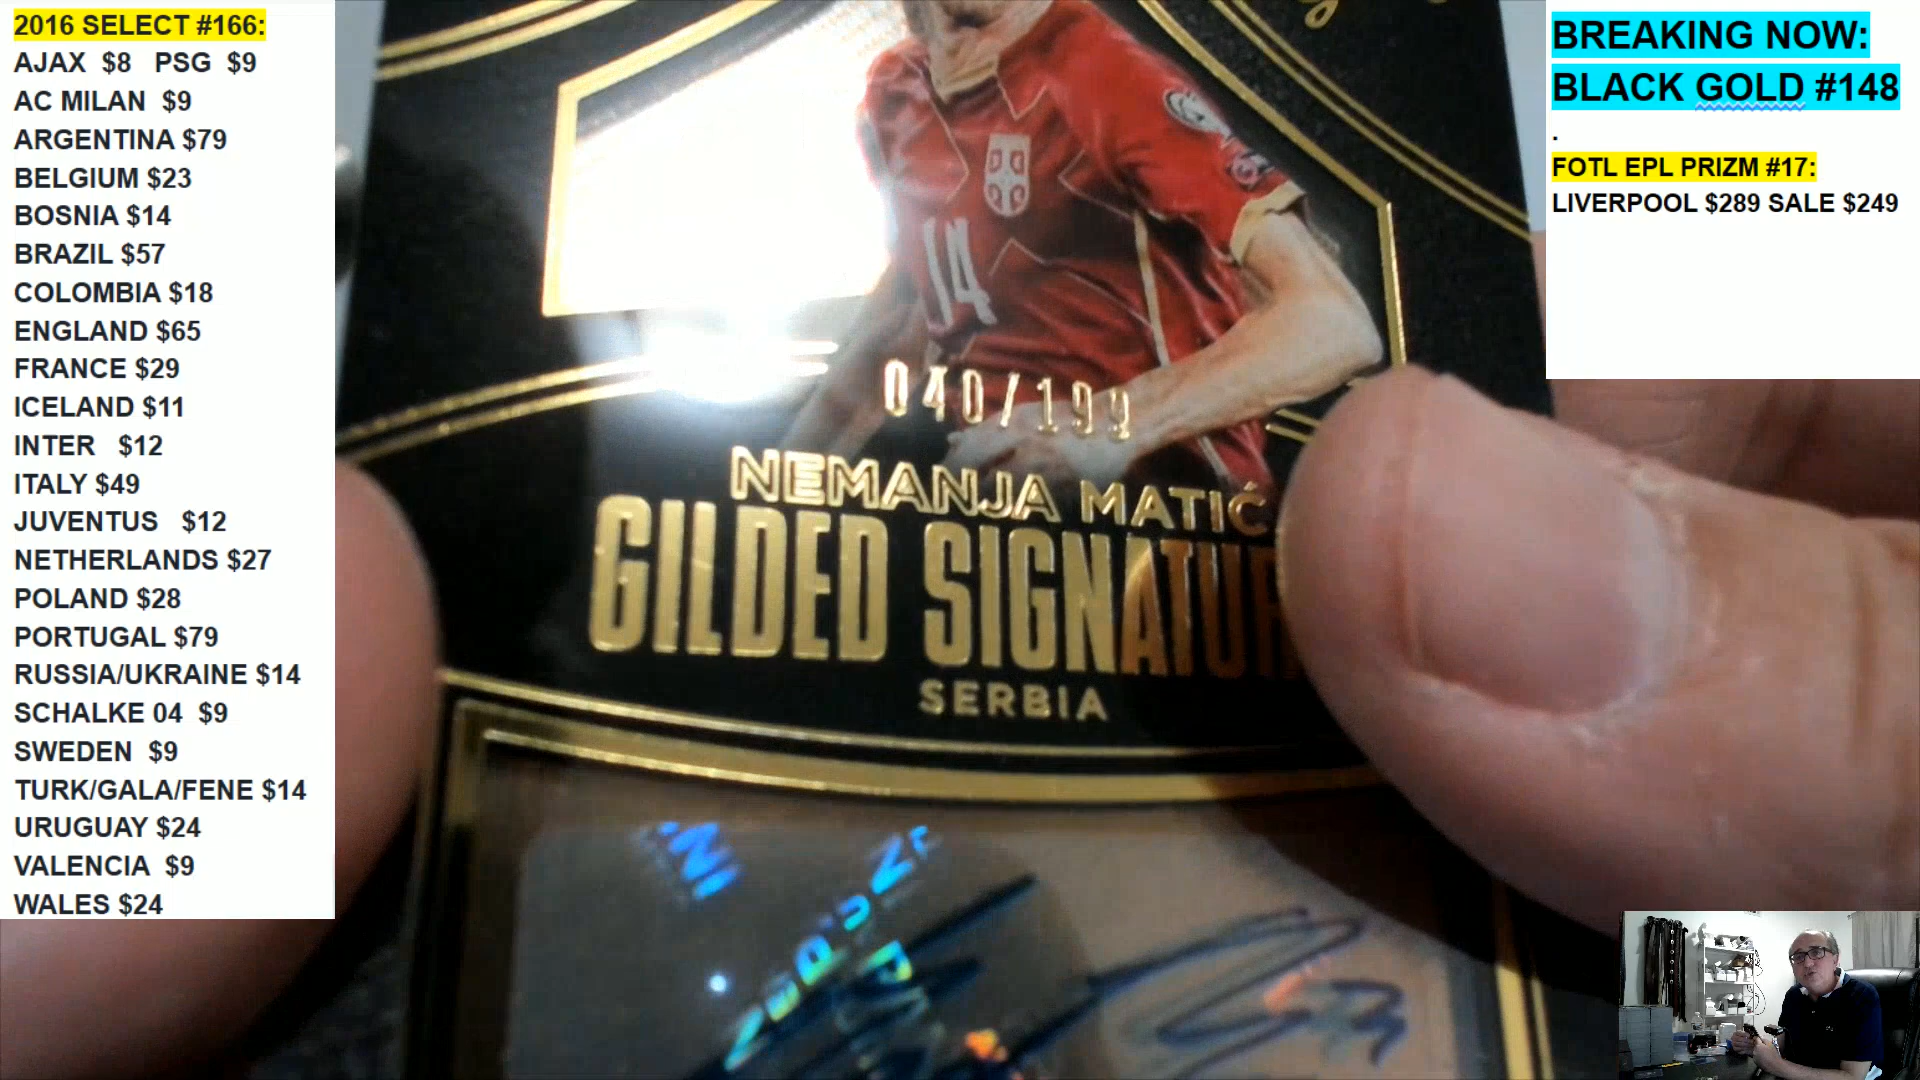 2016 SELECT #166:
AJAX $8 PSG $9
AC MILAN $9
ARGENTINA $79
BELGIUM $23
BOSNIA $14
BRAZIL $57
COLOMBIA $18
ENGLAND $65
FRANCE $29
ICELAND $11
INTER $12
ITALY $49
JUVENTUS $12
NETHERLANDS $27
POLAND $28
PORTUGAL $79
RUSSIA/UKRAINE $14
SCHALKE 04 $9
SWEDEN $9
TURK/GALA/FENE $14
URUGUAY $24
VALENCIA $9
WALES $24
BREAKING NOW:
BLACK GOLD #148
.
FOTL EPL PRIZM #17:
LIVERPOOL $289 SALE $249
14
040/199
NEMANJA MATIĆ
GILDED
SERBIA